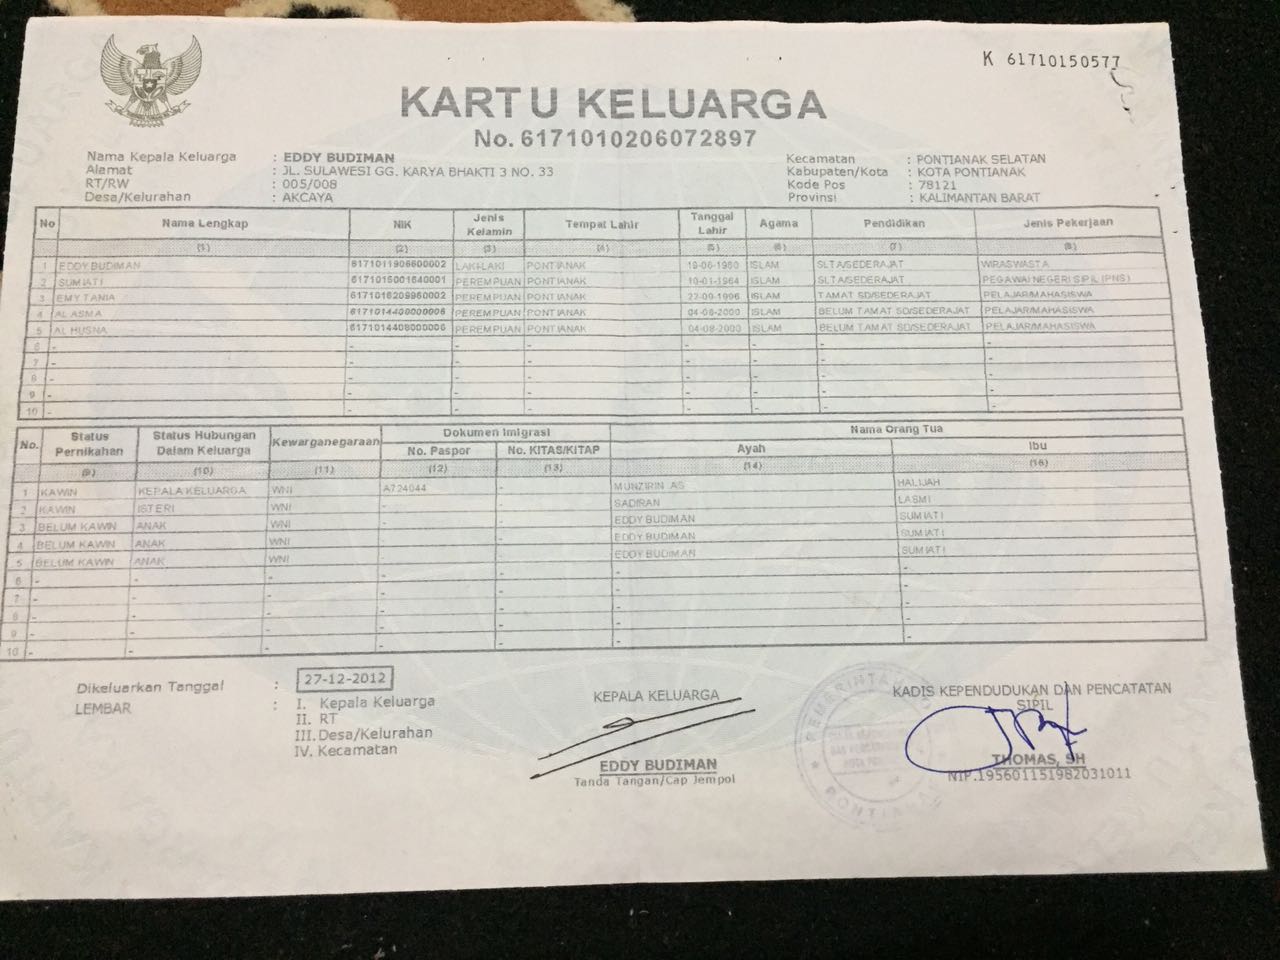 K 61710150577
KARTU KELUARGA
No. 6171010206072897
Nama Kepala Keluarga : EDDY BUDIMAN
Alamat : JL. SULAWESI GG. KARYA BHAKTI 3 NO. 33
RT/RW : 005/008
Desa/Kelurahan : AKCAYA
Kecamatan : PONTIANAK SELATAN
Kabupaten/Kota : KOTA PONTIANAK
Kode Pos : 78121
Provinsi : KALIMANTAN BARAT
No Nama Lengkap NIK Jenis Kelamin Tempat Lahir Tanggal Lahir Agama Pendidikan Jenis Pekerjaan
(1) (2) (3) (4) (5) (6) (7) (8)
1 EDDY BUDIMAN 6171011906600002 LAKI-LAKI PONTIANAK 19-06-1960 ISLAM SLTA/SEDERAJAT WIRASWASTA
2 SUMIATI 6171015001640001 PEREMPUAN PONTIANAK 10-01-1964 ISLAM SLTA/SEDERAJAT PEGAWAI NEGERI SIPIL (PNS)
3 EMY TANIA 6171016209960002 PEREMPUAN PONTIANAK 22-09-1996 ISLAM TAMAT SD/SEDERAJAT PELAJAR/MAHASISWA
4 AL ASMA 6171014408000006 PEREMPUAN PONTIANAK 04-08-2000 ISLAM BELUM TAMAT SD/SEDERAJAT PELAJAR/MAHASISWA
5 AL HUSNA 6171014408000006 PEREMPUAN PONTIANAK 04-08-2000 ISLAM BELUM TAMAT SD/SEDERAJAT PELAJAR/MAHASISWA
6 - - - - - - - -
7 - - - - - - - -
8 - - - - - - - -
9 - - - - - - - -
10 - - - - - - - -
No. Status Pernikahan Status Hubungan Dalam Keluarga Kewarganegaraan Dokumen Imigrasi Nama Orang Tua
No. Paspor No. KITAS/KITAP Ayah Ibu
(9) (10) (11) (12) (13) (14) (15)
1 KAWIN KEPALA KELUARGA WNI A724044 - MUNZIRIN AS HALIJAH
2 KAWIN ISTERI WNI - - SADIRAN LASMI
3 BELUM KAWIN ANAK WNI - - EDDY BUDIMAN SUMIATI
4 BELUM KAWIN ANAK WNI - - EDDY BUDIMAN SUMIATI
5 BELUM KAWIN ANAK WNI - - EDDY BUDIMAN SUMIATI
6 - - - - - - -
7 - - - - - - -
8 - - - - - - -
9 - - - - - - -
10 - - - - - - -
Dikeluarkan Tanggal : 27-12-2012
LEMBAR : I. Kepala Keluarga
II. RT
III. Desa/Kelurahan
IV. Kecamatan
KEPALA KELUARGA
EDDY BUDIMAN
Tanda Tangan/Cap Jempol
KADIS KEPENDUDUKAN DAN PENCATATAN
SIPIL
THOMAS, SH
NIP.195601151982031011
PEMERINTAH
PONTIANAK